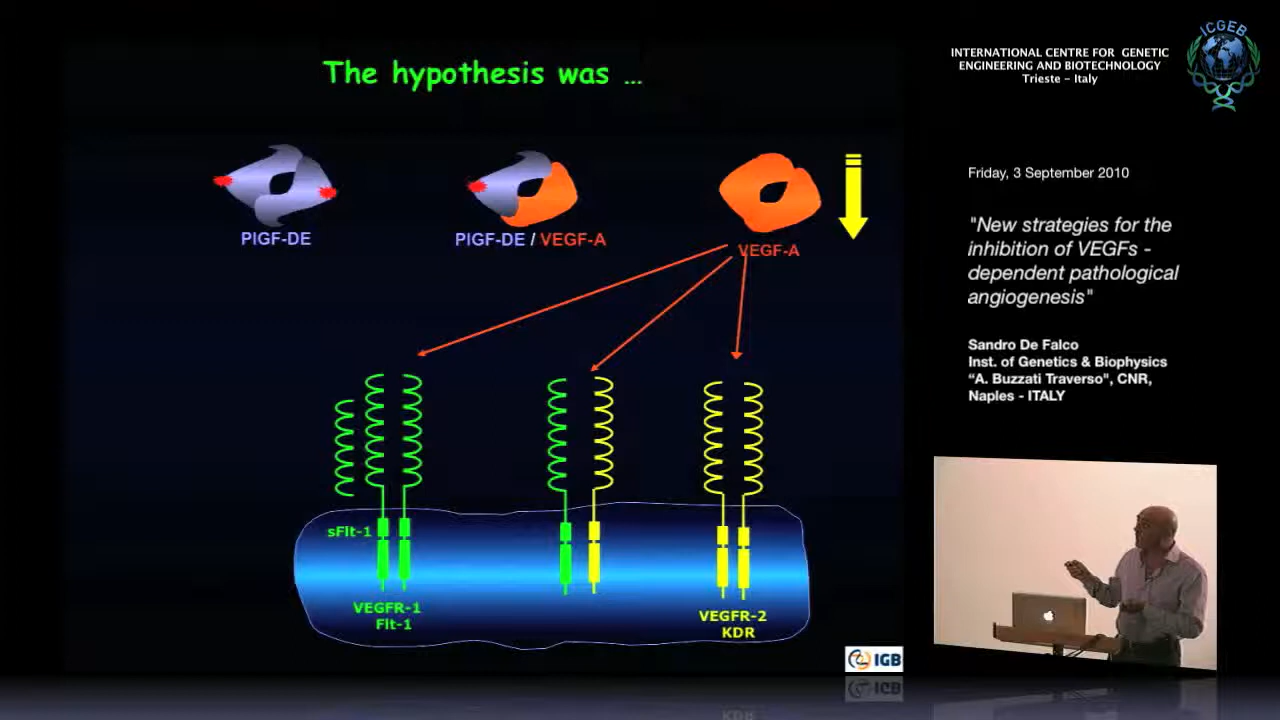 The hypothesis was ...
PlGF-DE
PlGF-DE / VEGF-A
VEGF-A
sFlt-1
VEGFR-1
Flt-1
VEGFR-2
KDR
IGB
ICGEB
INTERNATIONAL CENTRE FOR GENETIC
ENGINEERING AND BIOTECHNOLOGY
Trieste - Italy
Friday, 3 September 2010
"New strategies for the
inhibition of VEGFs -
dependent pathological
angiogenesis"
Sandro De Falco
Inst. of Genetics & Biophysics
"A. Buzzati Traverso", CNR,
Naples - ITALY